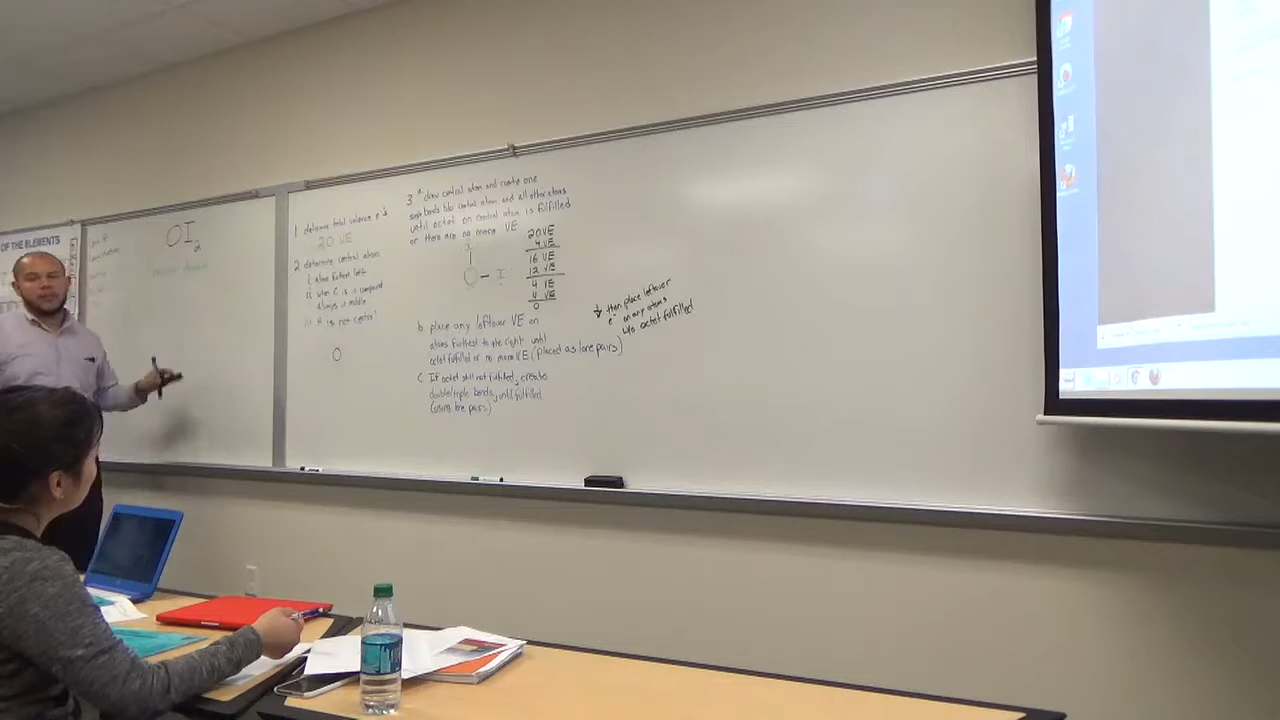 OF THE ELEMENTS
OI2
1 determine total valence e-'s
20 VE
2 determine central atom
i atom furthest left
ii when C is in compound
always in middle
iii H is not central
O
3 a draw central atom and create one
single bonds b/w central atom and all other atoms
until octet on central atom is fulfilled
or there are no more VE
I
O - I
20 VE
4 VE
16 VE
12 VE
4 VE
4 VE
0
b place any leftover VE on
atoms furthest to the right until
octet fulfilled or no more VE (placed as lone pairs)
then place leftover
e- on any atoms
w/o octet fulfilled
c If octet still not fulfilled, create
double/triple bonds, until fulfilled
(using lone pairs)